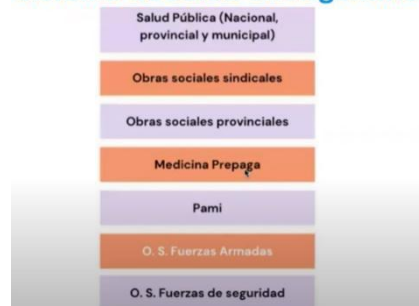 Salud Pública (Nacional,
provincial y municipal)
Obras sociales sindicales
Obras sociales provinciales
Medicina Prepaga
Pami
O. S. Fuerzas Armadas
O. S. Fuerzas de seguridad